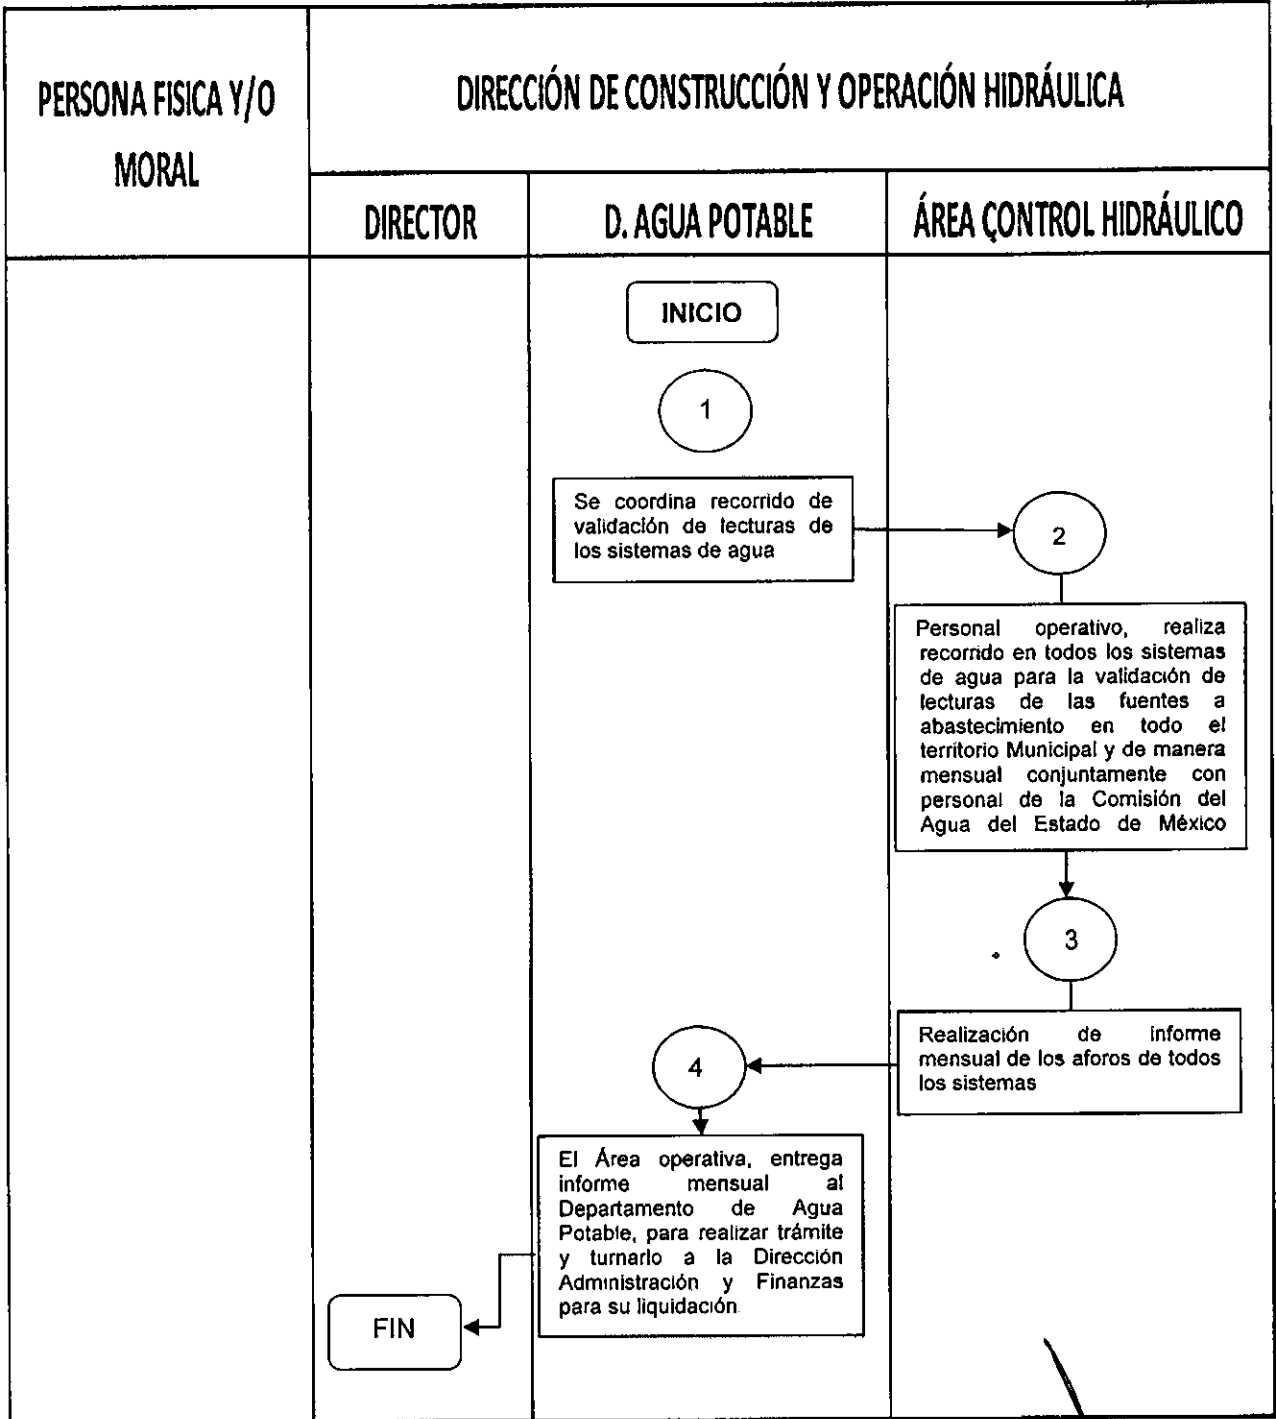 PERSONA FISICA Y/O
MORAL
DIRECCIÓN DE CONSTRUCCIÓN Y OPERACIÓN HIDRÁULICA
DIRECTOR
D. AGUA POTABLE
ÁREA CONTROL HIDRÁULICO
INICIO
1
Se coordina recorrido de
validación de lecturas de
los sistemas de agua
2
Personal operativo, realiza
recorrido en todos los sistemas
de agua para la validación de
lecturas de las fuentes a
abastecimiento en todo el
territorio Municipal y de manera
mensual conjuntamente con
personal de la Comisión del
Agua del Estado de México
3
Realización de informe
mensual de los aforos de todos
los sistemas
4
El Área operativa, entrega
informe mensual al
Departamento de Agua
Potable, para realizar trámite
y turnarlo a la Dirección
Administración y Finanzas
para su liquidación
FIN